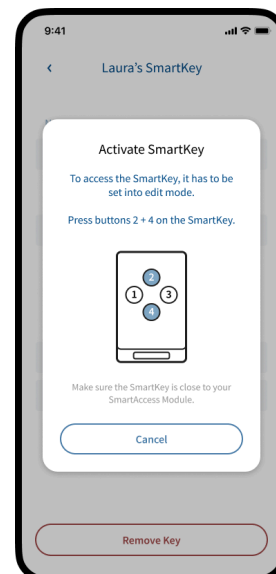 9:41
Laura's SmartKey
Activate SmartKey
To access the SmartKey, it has to be
set into edit mode.
Press buttons 2 + 4 on the SmartKey.
2
1 3
4
Make sure the SmartKey is close to your
SmartAccess Module.
Cancel
Remove Key